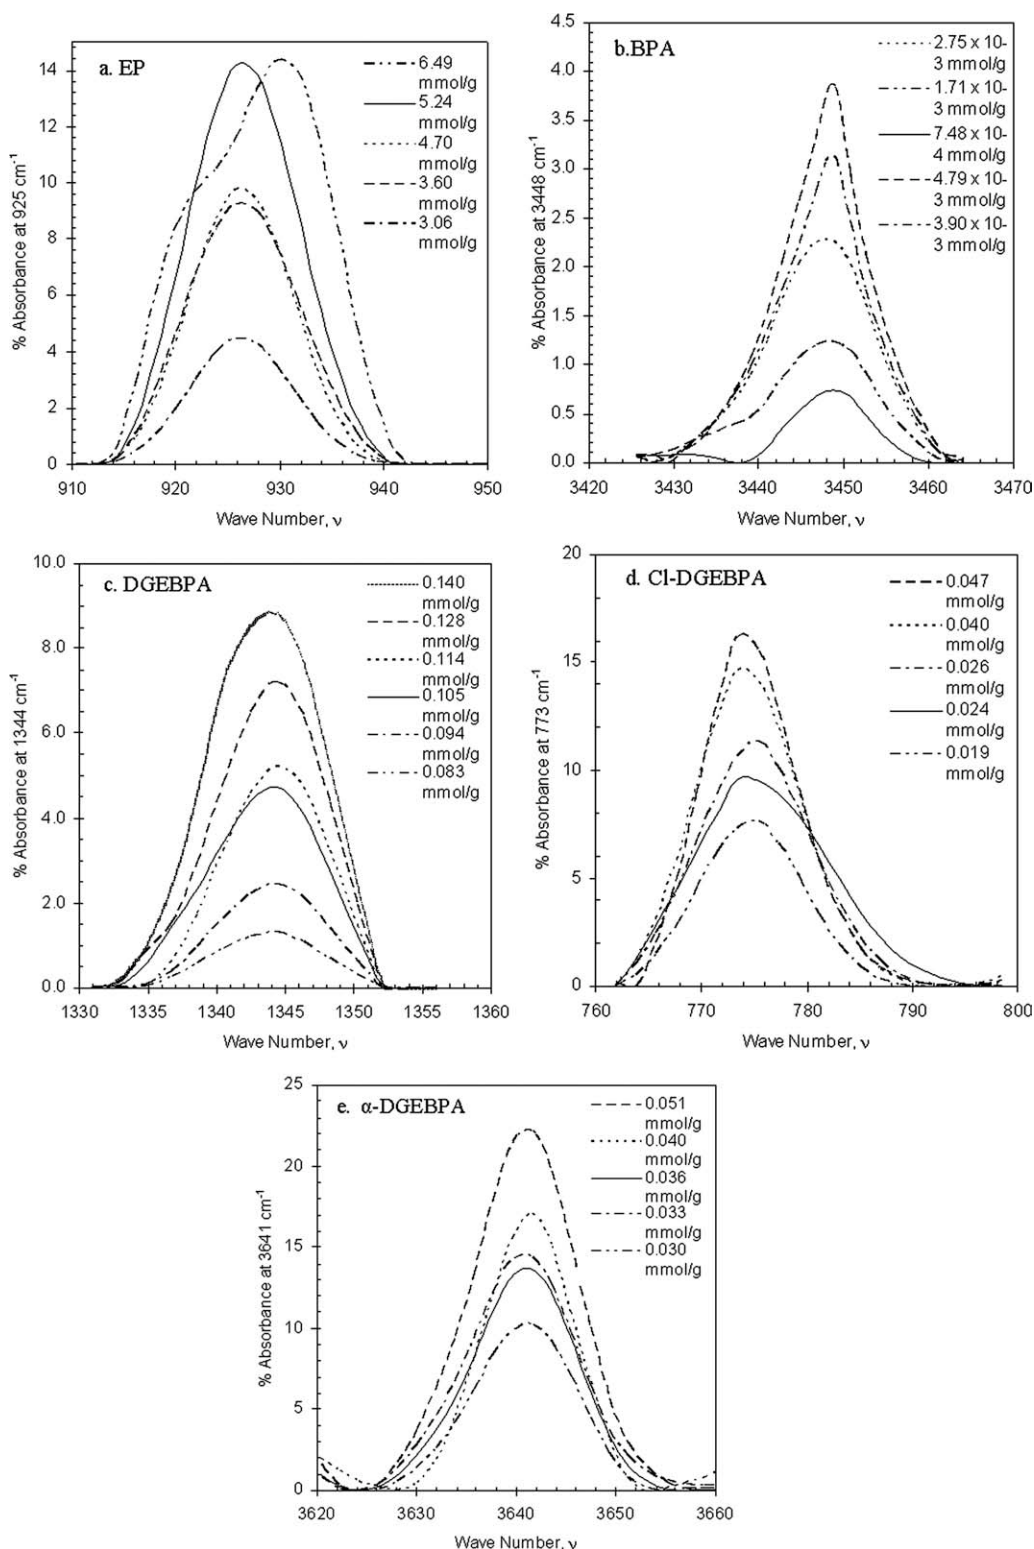 a. EP
% Absorbance at 925 cm⁻¹
14
12
10
8
6
4
2
0
910
920
930
940
950
Wave Number, ν
6.49
mmol/g
5.24
mmol/g
4.70
mmol/g
3.60
mmol/g
3.06
mmol/g
b.BPA
% Absorbance at 3448 cm⁻¹
4.5
4.0
3.5
3.0
2.5
2.0
1.5
1.0
0.5
0.0
3420
3430
3440
3450
3460
3470
Wave Number, ν
2.75 x 10-
3 mmol/g
1.71 x 10-
3 mmol/g
7.48 x 10-
4 mmol/g
4.79 x 10-
3 mmol/g
3.90 x 10-
3 mmol/g
c. DGEBPA
% Absorbance at 1344 cm⁻¹
10.0
8.0
6.0
4.0
2.0
0.0
1330
1335
1340
1345
1350
1355
1360
Wave Number, ν
0.140
mmol/g
0.128
mmol/g
0.114
mmol/g
0.105
mmol/g
0.094
mmol/g
0.083
mmol/g
d. Cl-DGEBPA
% Absorbance at 773 cm⁻¹
20
15
10
5
0
760
770
780
790
800
Wave Number, ν
0.047
mmol/g
0.040
mmol/g
0.026
mmol/g
0.024
mmol/g
0.019
mmol/g
e. α-DGEBPA
% Absorbance at 3641 cm⁻¹
25
20
15
10
5
0
3620
3630
3640
3650
3660
Wave Number, ν
0.051
mmol/g
0.040
mmol/g
0.036
mmol/g
0.033
mmol/g
0.030
mmol/g